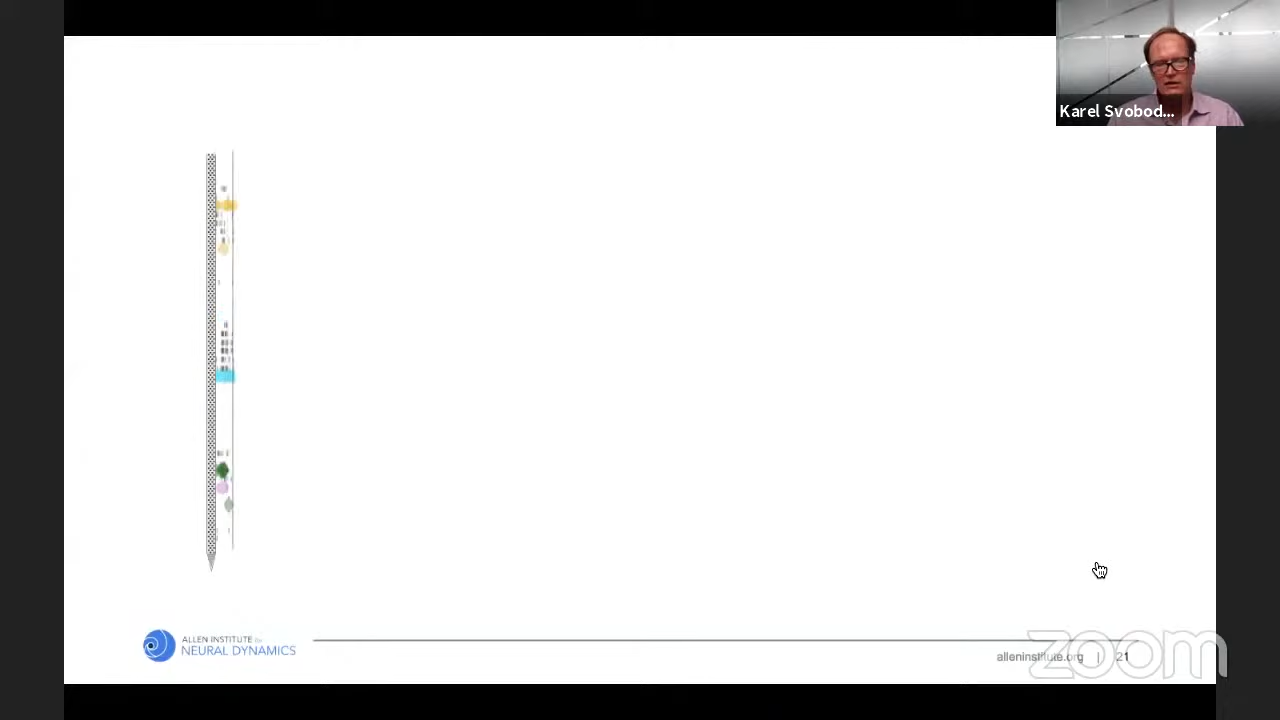 Karel Svobod...
ALLEN INSTITUTE for
NEURAL DYNAMICS
alleninstitute.org | 21
zoom